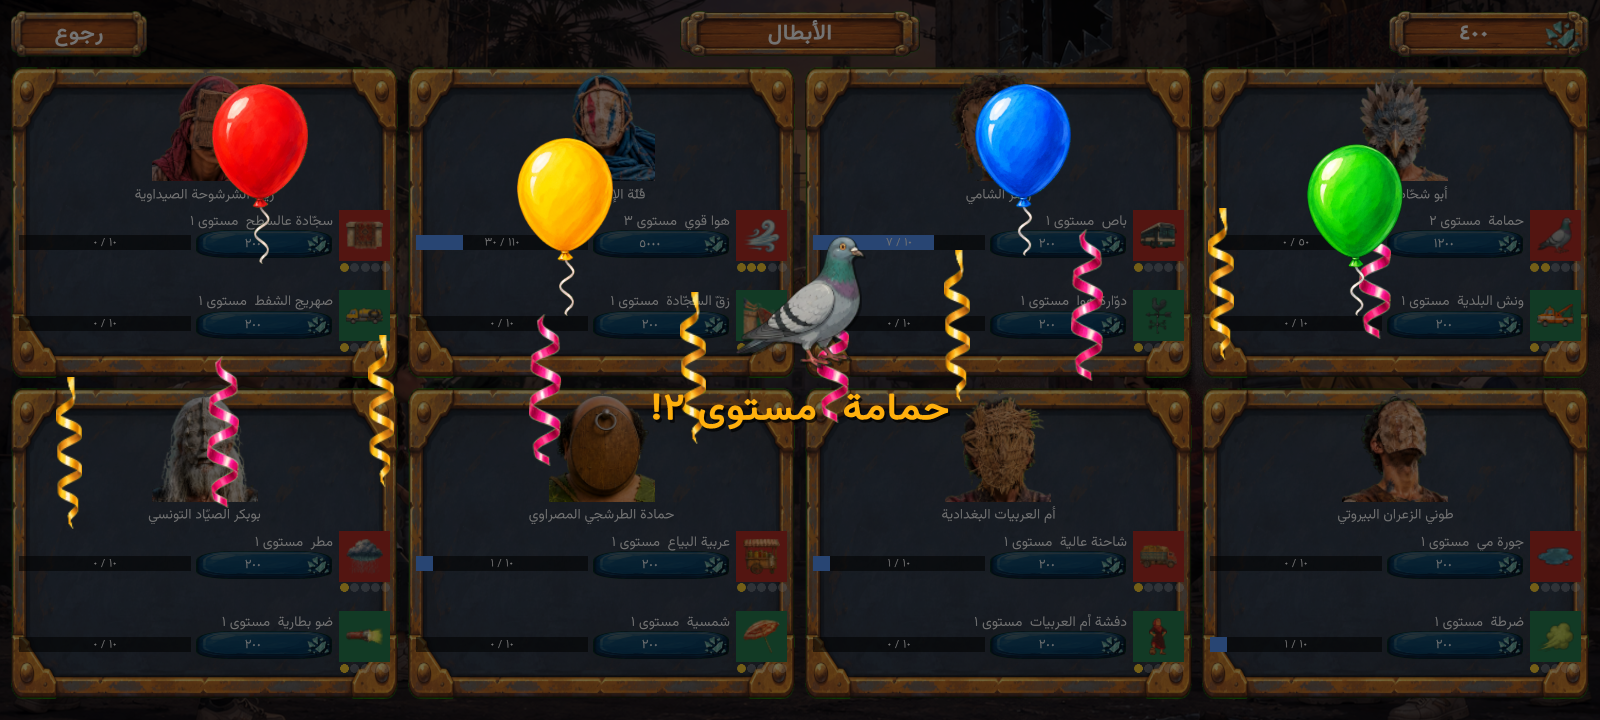 ٤٠٠
الأبطال
رجوع
أبو
حمامة مستوى ٢
١٢٠٠
٠ / ٥٠
ونش البلدية مستوى ١
٢٠٠
٠ / ١٠
الشامي
باص مستوى ١
٢٠٠
٧ / ١٠
دوّارة هوا مستوى ١
٢٠٠
٠ / ١٠
فتّة
هوا قوي مستوى ٣
٥٠٠٠
٣٠ / ١١٠
زقّ السجّادة مستوى ١
٢٠٠
٠ / ١٠
الشرشوحة الصيداوية
سجّادة عالسطح مستوى ١
٢٠٠
٠ / ١٠
صهريج الشفط مستوى ١
٢٠٠
٠ / ١٠
حمامة مستوى ٢!
طوني الزعران البيروتي
جورة مي مستوى ١
٢٠٠
٠ / ١٠
ضرطة مستوى ١
٢٠٠
١ / ١٠
أم العربيات البغدادية
شاحنة عالية مستوى ١
٢٠٠
١ / ١٠
دفشة أم العربيات مستوى ١
٢٠٠
٠ / ١٠
حمادة الطرشجي المصراوي
عربية البياع مستوى ١
٢٠٠
١ / ١٠
شمسية مستوى ١
٢٠٠
٠ / ١٠
بوبكر الصيّاد التونسي
مطر مستوى ١
٢٠٠
٠ / ١٠
ضو بطارية مستوى ١
٢٠٠
٠ / ١٠